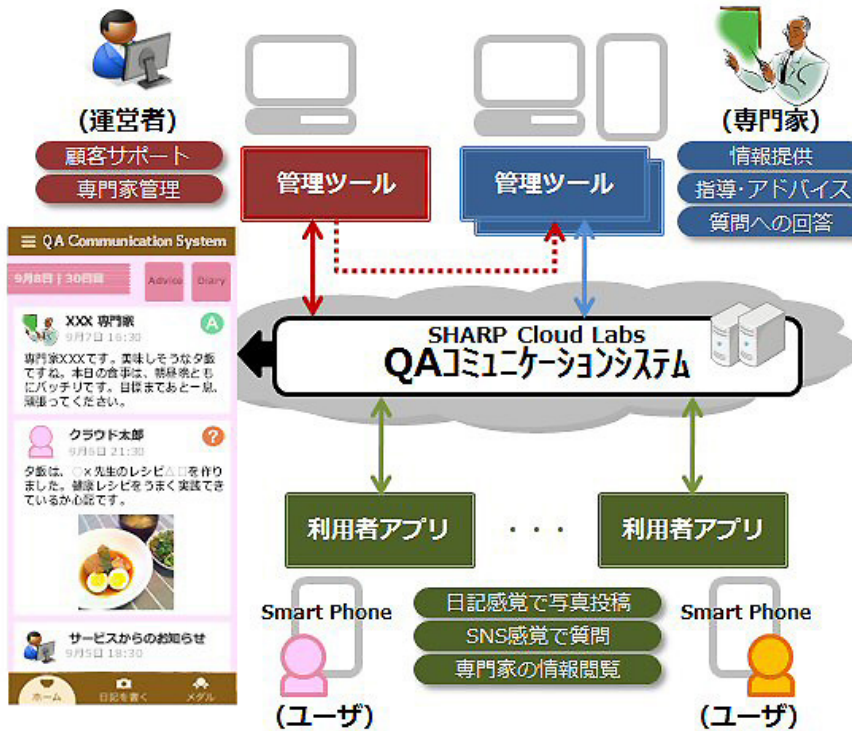 (運営者)
顧客サポート
専門家管理
管理ツール
管理ツール
(専門家)
情報提供
指導・アドバイス
質問への回答
≡ QA Communication System
9月8日 | 30日目
Advice
Diary
XXX 専門家
A
9月7日 16:30
専門家XXXです。美味しそうな夕飯
ですね。本日の食事は、朝昼晩とも
にバッチリです。目標まであと一息、
頑張ってください。
クラウド太郎
?
9月6日 21:30
夕飯は、○×先生のレシピ△□を作り
ました。健康レシピをうまく実践でき
ているか心配です。
サービスからのお知らせ
9月5日 18:30
ホーム
日記を書く
メダル
SHARP Cloud Labs
QAコミュニケーションシステム
利用者アプリ
・・・
利用者アプリ
Smart Phone
日記感覚で写真投稿
SNS感覚で質問
専門家の情報閲覧
Smart Phone
(ユーザ)
(ユーザ)